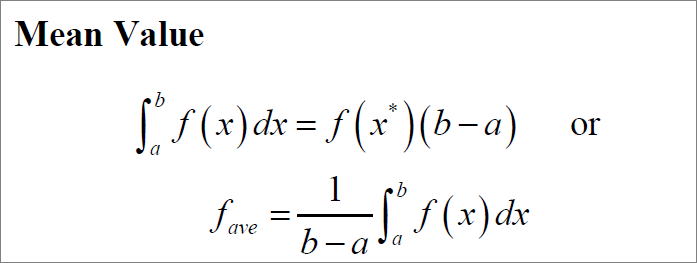 Mean Value
∫_a^b f(x)dx = f(x*)(b−a) or
f_ave = 1/(b−a) ∫_a^b f(x)dx